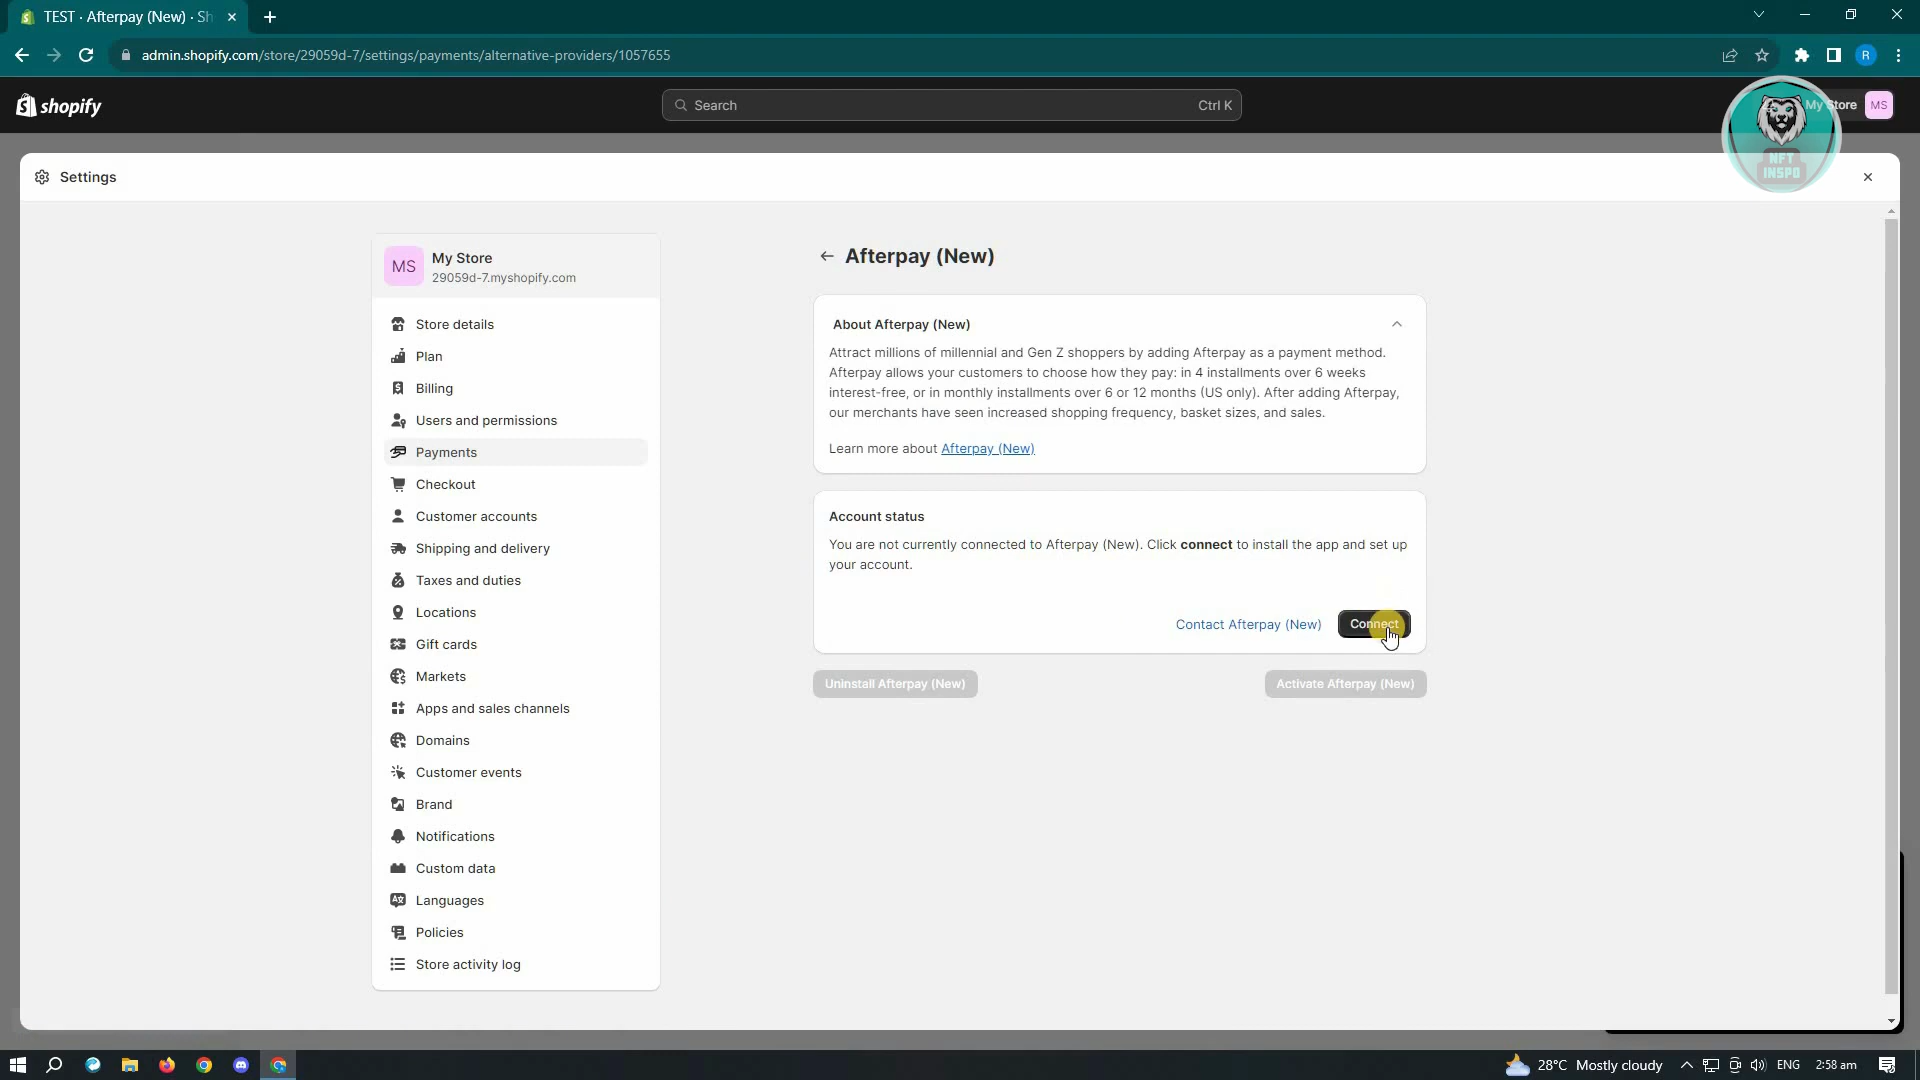 TEST · Afterpay (New) · Sh
admin.shopify.com/store/29059d-7/settings/payments/alternative-providers/1057655
R
shopify
Search
Ctrl K
My Store
MS
NFT
INSPO
Settings
MS
My Store
29059d-7.myshopify.com
Store details
Plan
Billing
Users and permissions
Payments
Checkout
Customer accounts
Shipping and delivery
Taxes and duties
Locations
Gift cards
Markets
Apps and sales channels
Domains
Customer events
Brand
Notifications
Custom data
Languages
Policies
Store activity log
Afterpay (New)
About Afterpay (New)
Attract millions of millennial and Gen Z shoppers by adding Afterpay as a payment method.
Afterpay allows your customers to choose how they pay: in 4 installments over 6 weeks
interest-free, or in monthly installments over 6 or 12 months (US only). After adding Afterpay,
our merchants have seen increased shopping frequency, basket sizes, and sales.
Learn more about Afterpay (New)
Account status
You are not currently connected to Afterpay (New). Click connect to install the app and set up
your account.
Contact Afterpay (New)
Connect
Uninstall Afterpay (New)
Activate Afterpay (New)
28°C Mostly cloudy
ENG
2:58 am